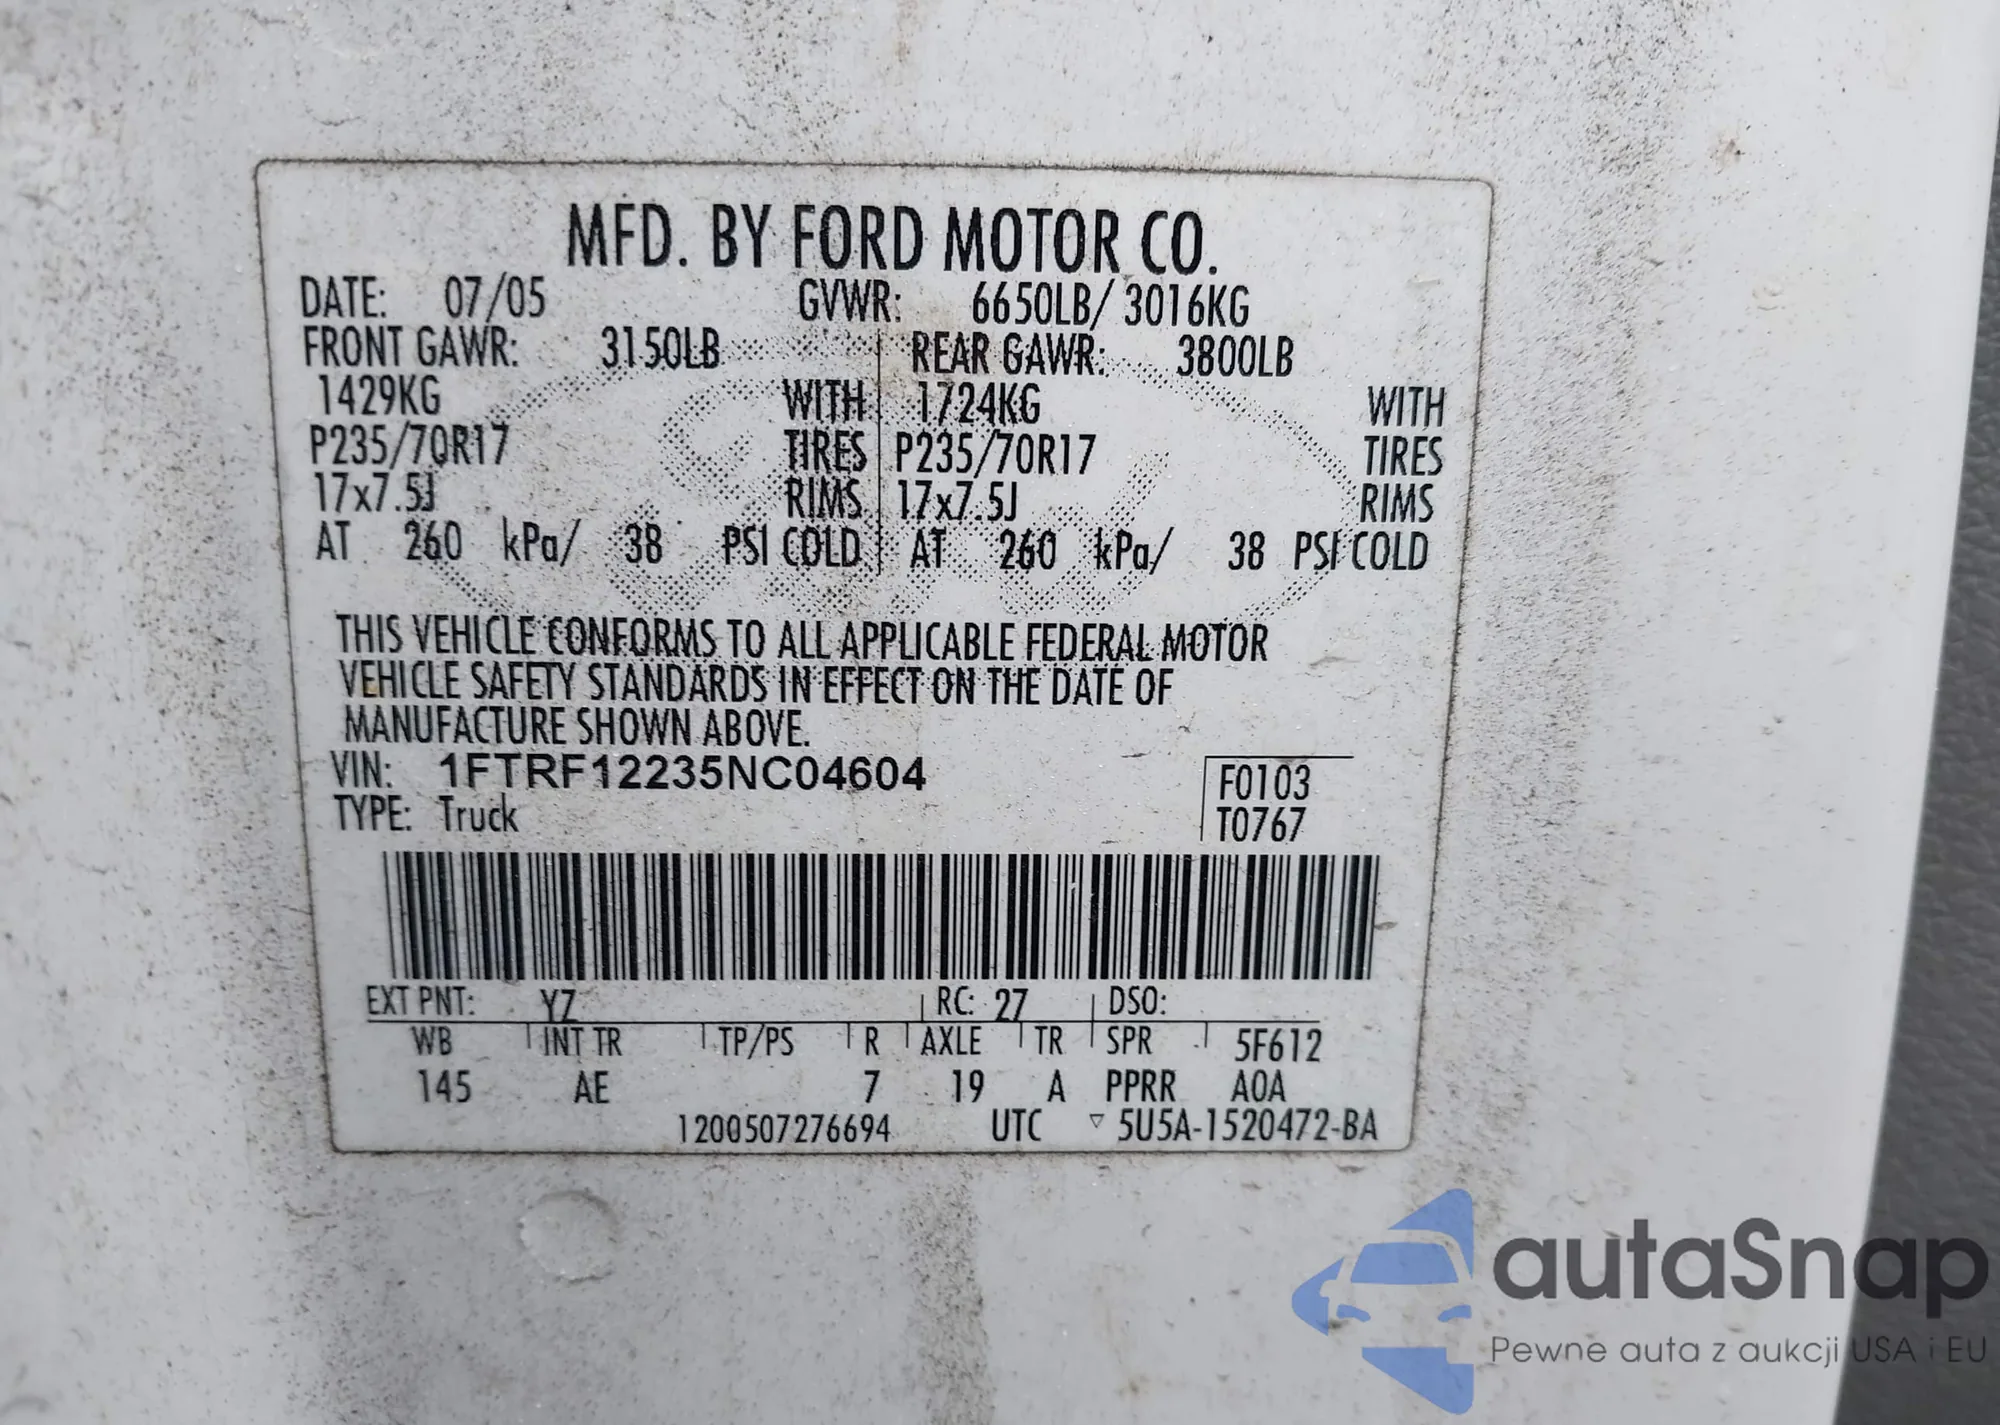 MFD. BY FORD MOTOR CO.
DATE: 07/05 GVWR: 6650LB/ 3016KG
FRONT GAWR: 3150LB REAR GAWR: 3800LB
1429KG WITH 1724KG WITH
P235/70R17 TIRES P235/70R17 TIRES
17x7.5J RIMS 17x7.5J RIMS
AT 260 kPa/ 38 PSI COLD AT 260 kPa/ 38 PSI COLD
THIS VEHICLE CONFORMS TO ALL APPLICABLE FEDERAL MOTOR
VEHICLE SAFETY STANDARDS IN EFFECT ON THE DATE OF
MANUFACTURE SHOWN ABOVE.
VIN: 1FTRF12235NC04604 F0103
TYPE: Truck T0767
EXT PNT: YZ RC: 27 DSO:
WB INT TR TP/PS R AXLE TR SPR 5F612
145 AE 7 19 A PPRR A0A
1200507276694 UTC ▽ 5U5A-1520472-BA
autaSnap
Pewne auta z aukcji USA i EU